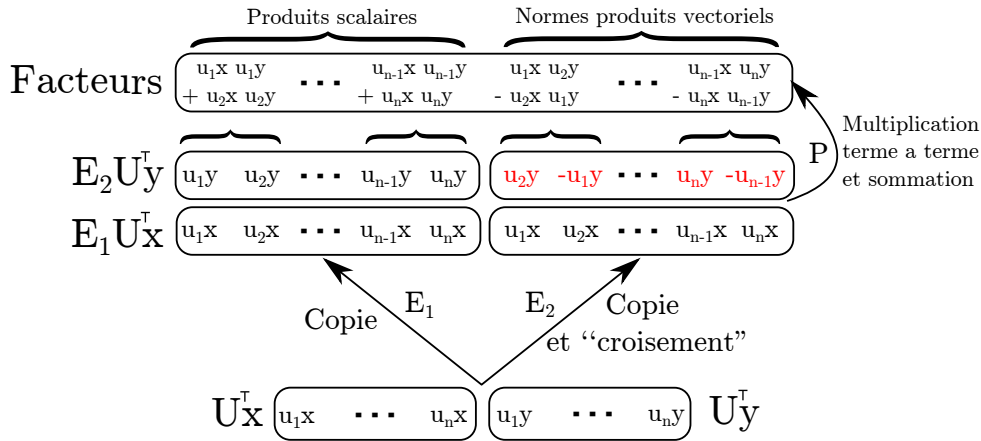 Produits scalaires Normes produits vectoriels
Facteurs
u₁x u₁y ... uₙ₋₁x uₙ₋₁y u₁x u₂y ... uₙ₋₁x uₙy
+ u₂x u₂y + uₙx uₙy - u₂x u₁y - uₙx uₙ₋₁y
E₂Uᵀy u₁y u₂y ... uₙ₋₁y uₙy u₂y -u₁y ... uₙy -uₙ₋₁y
E₁Uᵀx u₁x u₂x ... uₙ₋₁x uₙx u₁x u₂x ... uₙ₋₁x uₙx
P
Multiplication
terme a terme
et sommation
Copie E₁
E₂ Copie
et ‘‘croisement”
Uᵀx u₁x ... uₙx u₁y ... uₙy Uᵀy